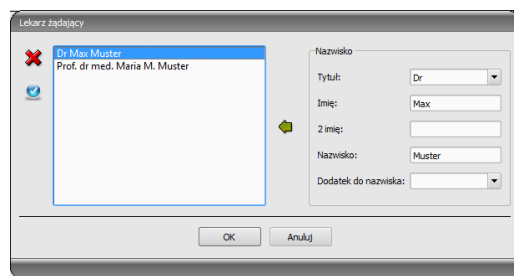 Lekarz żądający
Dr Max Muster
Prof. dr med. Maria M. Muster
Nazwisko
Tytuł: Dr
Imię: Max
2 imię:
Nazwisko: Muster
Dodatek do nazwiska:
OK Anuluj